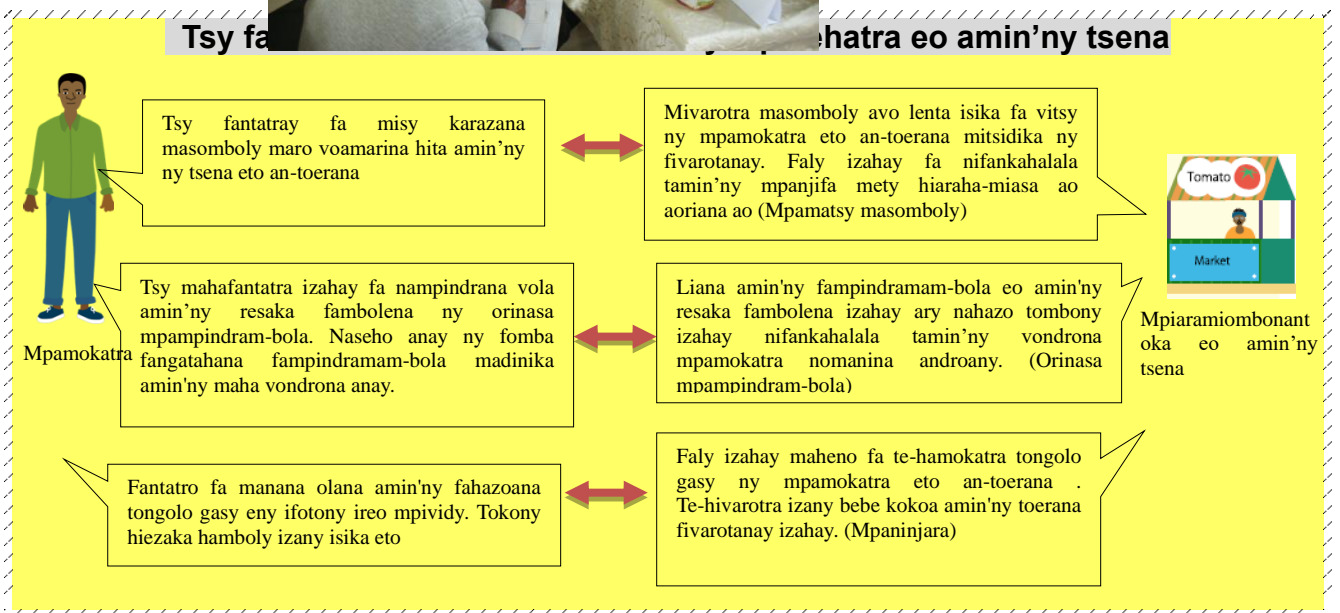 Tsy amin'ny tsena
Tsy fantatray fa misy karazana
masomboly maro voamarina hita amin'ny
ny tsena eto an-toerana
Mivarotra masomboly avo lenta isika fa vitsy
ny mpamokatra eto an-toerana mitsidika ny
fivarotanay. Faly izahay fa nifankahalala
tamin'ny mpanjifa mety hiaraha-miasa ao
aoriana ao (Mpamatsy masomboly)
Tomato
Market
Tsy mahafantatra izahay fa nampindrana vola
amin'ny resaka fambolena ny orinasa
mpampindram-bola. Naseho anay ny fomba
fangatahana fampindramam-bola madinika
amin'ny maha vondrona anay.
Liana amin'ny fampindramam-bola eo amin'ny
resaka fambolena izahay ary nahazo tombony
izahay nifankahalala tamin'ny vondrona
mpamokatra nomanina androany. (Orinasa
mpampindram-bola)
Mpamokatra
Mpiaramiombonant
oka eo amin'ny
tsena
Fantatro fa manana olana amin'ny fahazoana
tongolo gasy eny ifotony ireo mpividy. Tokony
hiezaka hamboly izany isika eto
Faly izahay maheno fa te-hamokatra tongolo
gasy ny mpamokatra eto an-toerana .
Te-hivarotra izany bebe kokoa amin'ny toerana
fivarotanay izahay. (Mpaninjara)